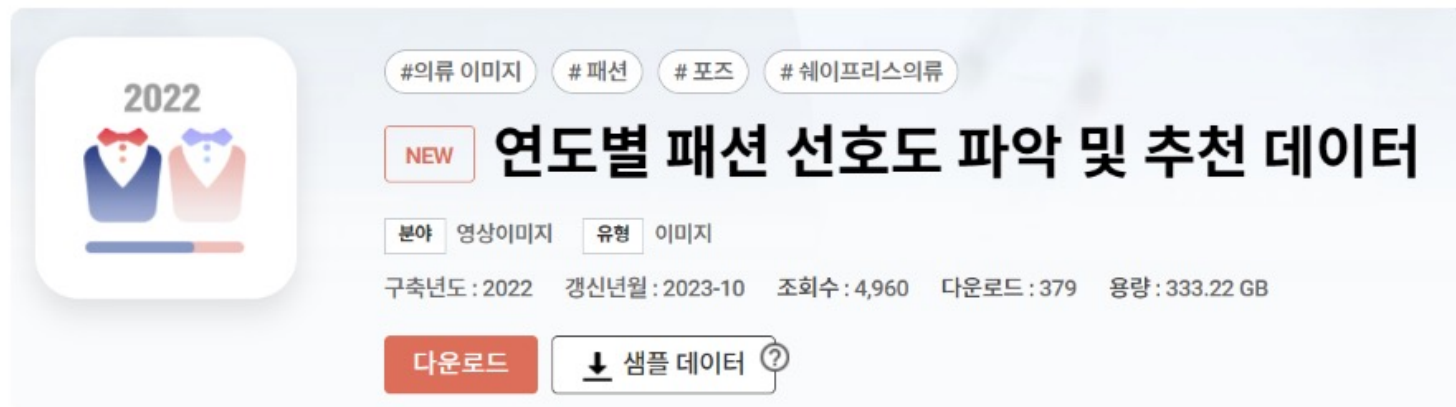 2022
#의류 이미지 # 패션 # 포즈 # 쉐이프리스의류
NEW 연도별 패션 선호도 파악 및 추천 데이터
분야 영상이미지 유형 이미지
구축년도 : 2022 갱신년월 : 2023-10 조회수 : 4,960 다운로드 : 379 용량 : 333.22 GB
다운로드 샘플 데이터 ?